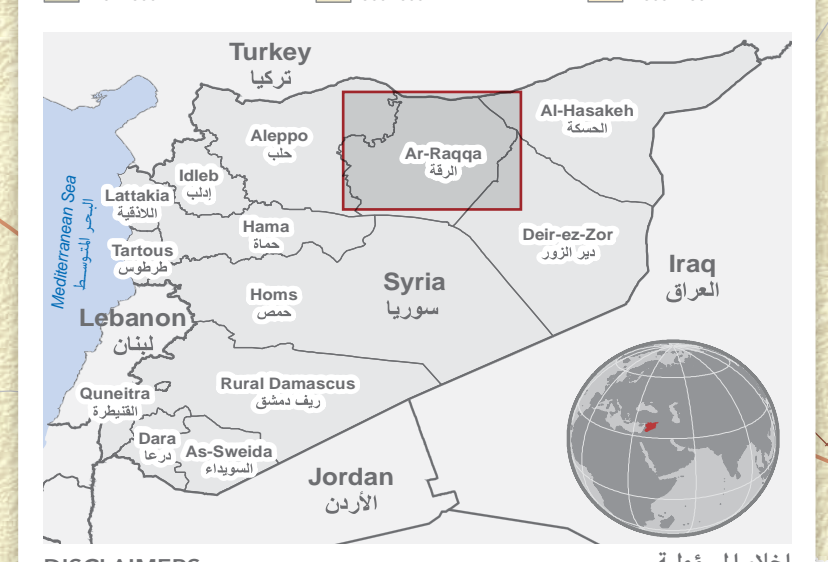 Turkey
تركيا
Al-Hasakeh
الحسكة
Aleppo
حلب
Ar-Raqqa
الرقة
Idleb
إدلب
Lattakia
اللاذقية
Mediterranean Sea
البحر المتوسط
Hama
حماة
Deir-ez-Zor
دير الزور
Tartous
طرطوس
Iraq
العراق
Syria
سوريا
Homs
حمص
Lebanon
لبنان
Rural Damascus
ريف دمشق
Quneitra
القنيطرة
Dara
درعا
As-Sweida
السويداء
Jordan
الأردن